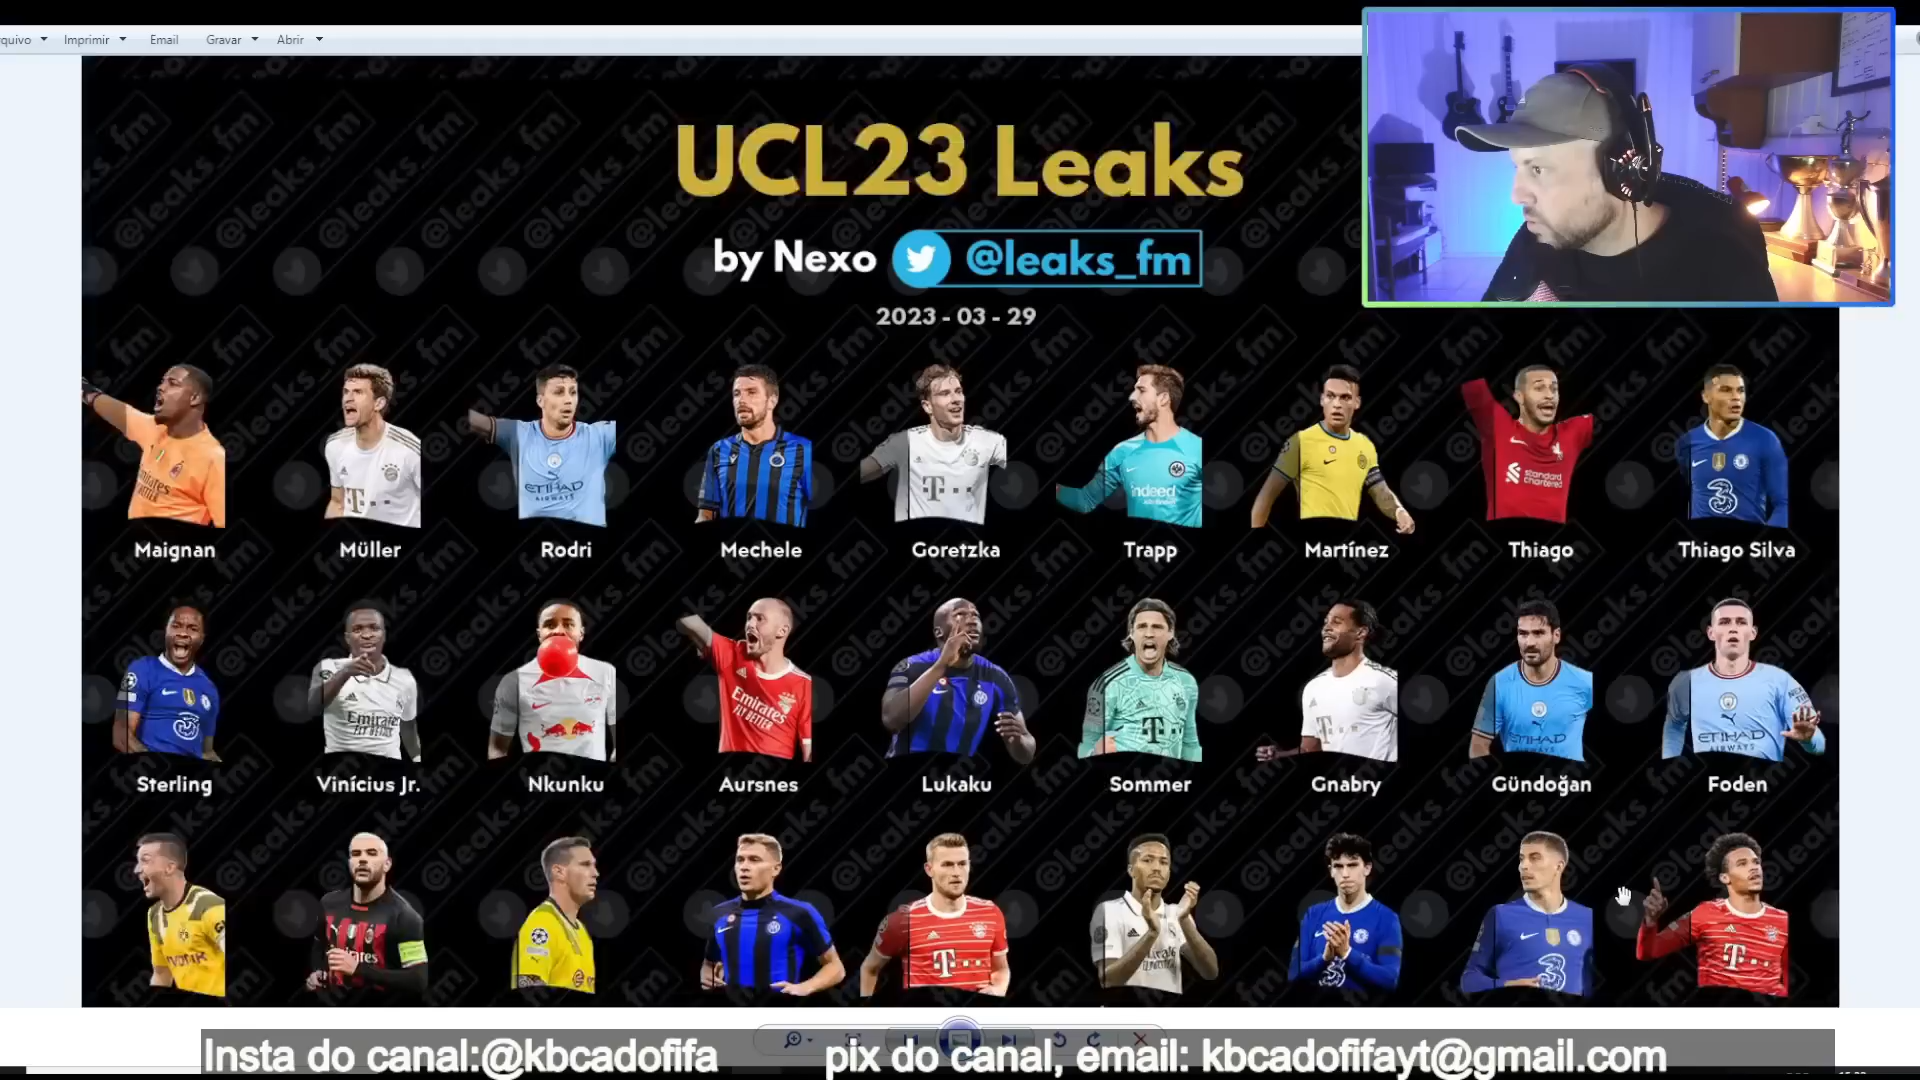 quivo Imprimir Email Gravar Abrir
UCL23 Leaks
by Nexo @leaks_fm
2023 - 03 - 29
Maignan Müller Rodri Mechele Goretzka Trapp Martínez Thiago Thiago Silva
Sterling Vinícius Jr. Nkunku Aursnes Lukaku Sommer Gnabry Gündoğan Foden
Insta do canal:@kbcadofifa pix do canal, email: kbcadofifayt@gmail.com